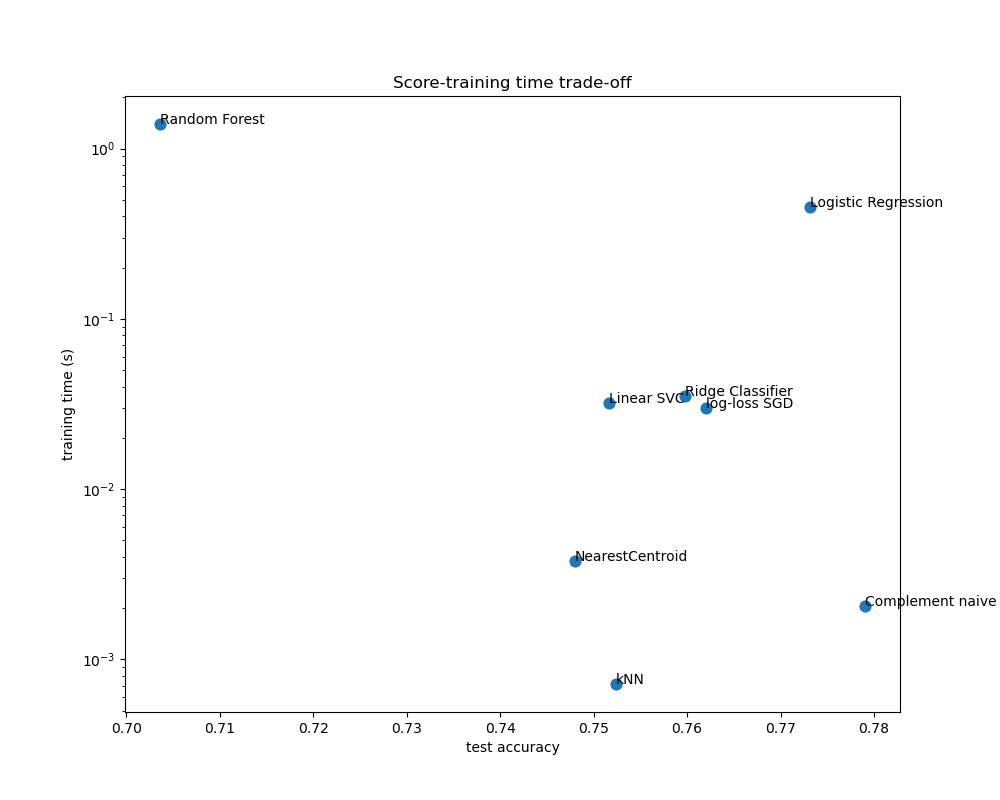 Score-training time trade-off
Random Forest
Logistic Regression
Ridge Classifier
Linear SVC
log-loss SGD
NearestCentroid
Complement naive
kNN
training time (s)
10⁰
10⁻¹
10⁻²
10⁻³
0.70 0.71 0.72 0.73 0.74 0.75 0.76 0.77 0.78
test accuracy